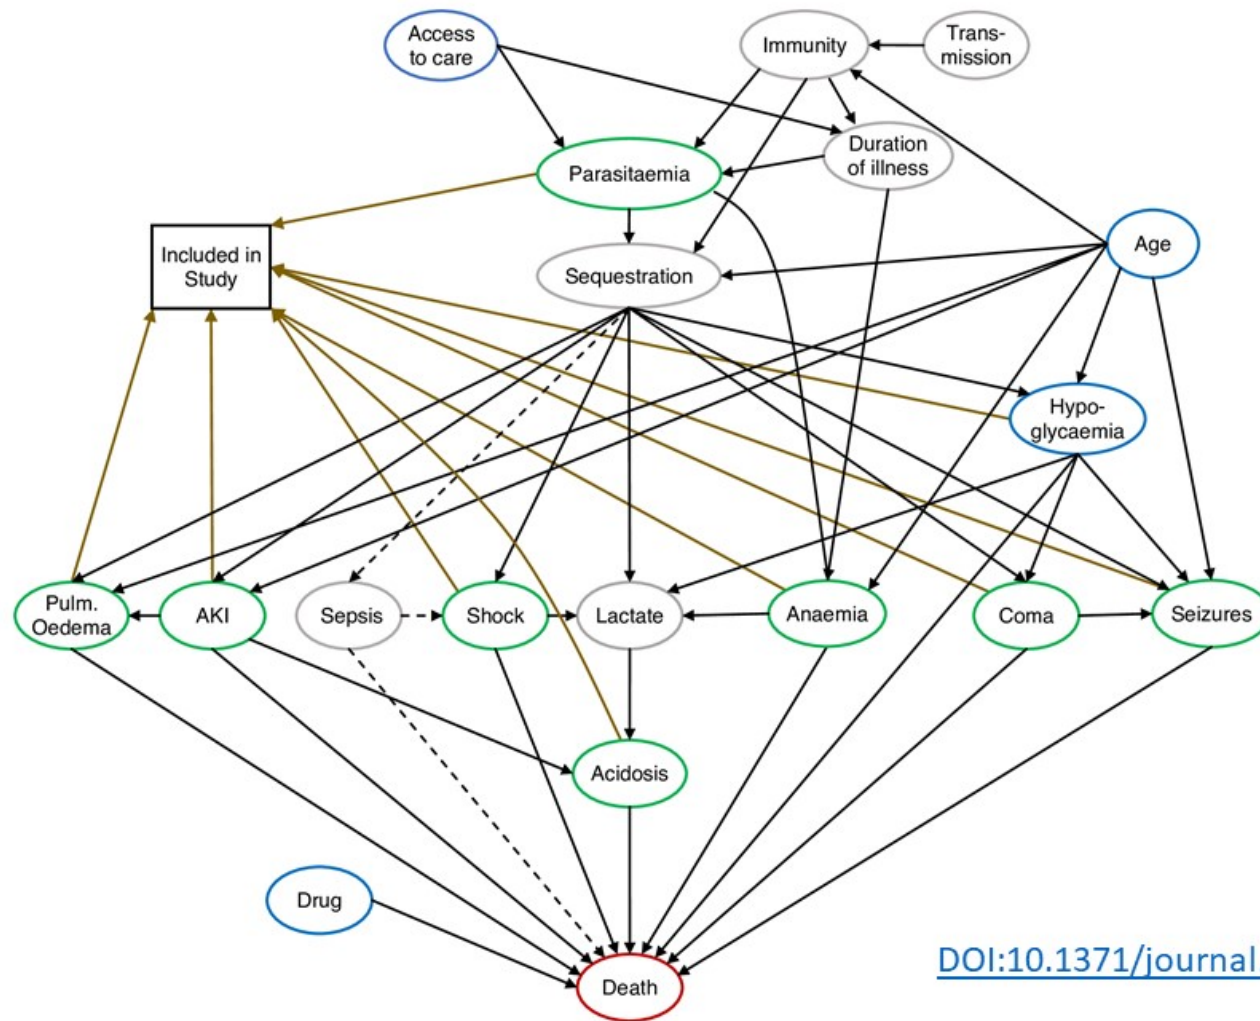 Access
to care
Immunity
Trans-
mission
Duration
of illness
Parasitaemia
Included in
Study
Sequestration
Age
Hypo-
glycaemia
Pulm.
Oedema
AKI
Sepsis
Shock
Lactate
Anaemia
Coma
Seizures
Acidosis
Drug
Death
DOI:10.1371/journal